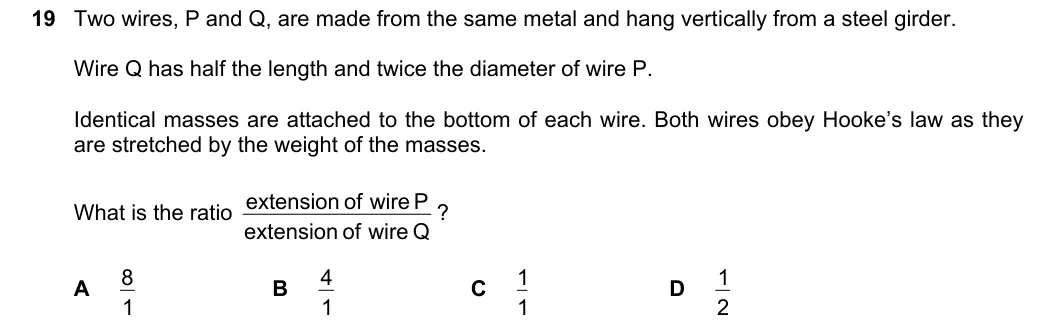 19 Two wires, P and Q, are made from the same metal and hang vertically from a steel girder.
Wire Q has half the length and twice the diameter of wire P.
Identical masses are attached to the bottom of each wire. Both wires obey Hooke's law as they
are stretched by the weight of the masses.
What is the ratio extension of wire P / extension of wire Q ?
A 8/1 B 4/1 C 1/1 D 1/2